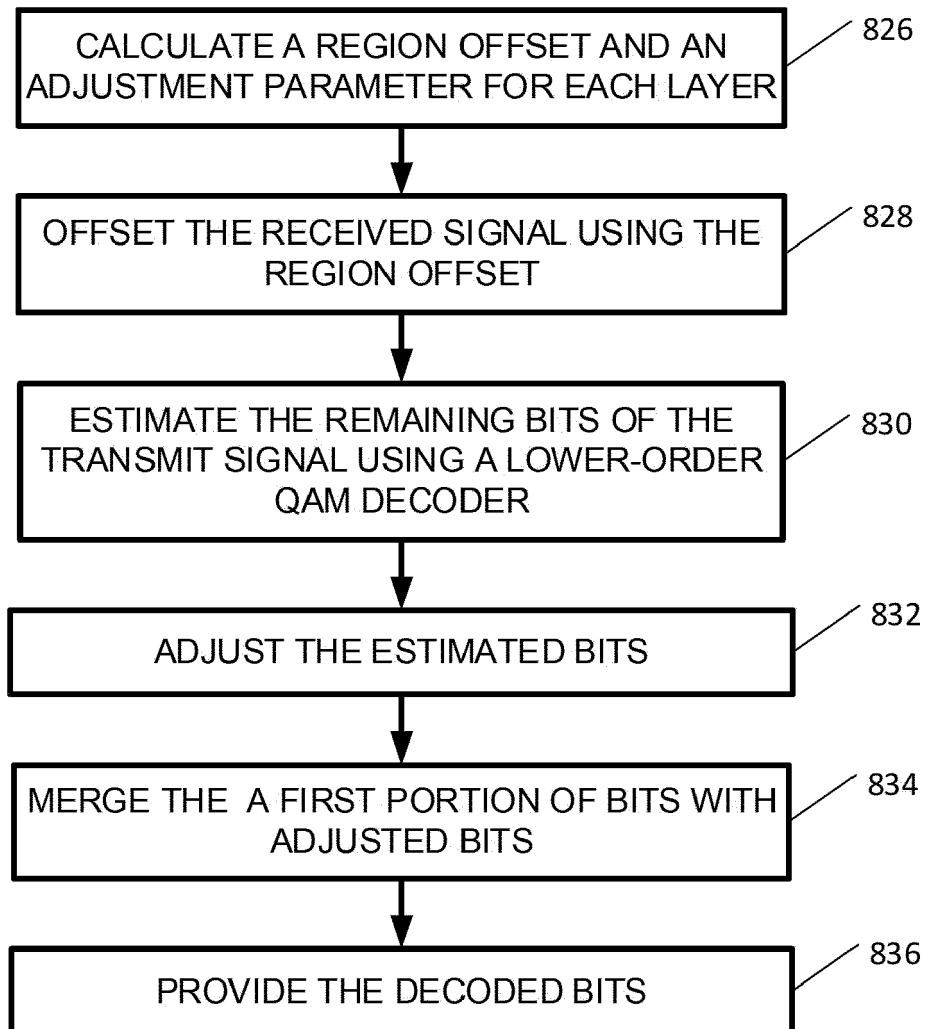 CALCULATE A REGION OFFSET AND AN
ADJUSTMENT PARAMETER FOR EACH LAYER
826
OFFSET THE RECEIVED SIGNAL USING THE
REGION OFFSET
828
ESTIMATE THE REMAINING BITS OF THE
TRANSMIT SIGNAL USING A LOWER-ORDER
QAM DECODER
830
ADJUST THE ESTIMATED BITS
832
MERGE THE A FIRST PORTION OF BITS WITH
ADJUSTED BITS
834
PROVIDE THE DECODED BITS
836